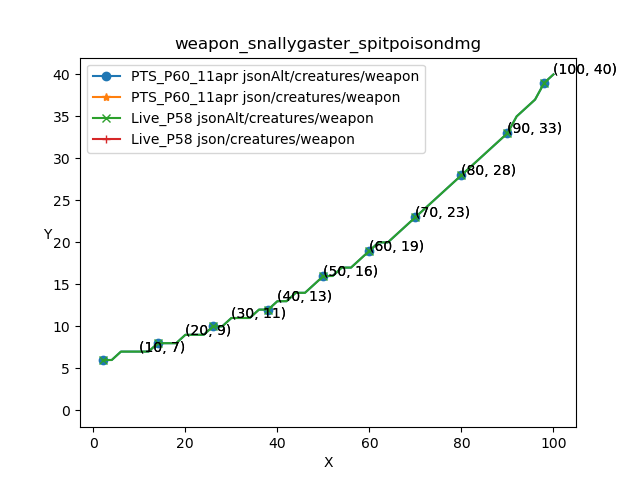 weapon_snallygaster_spitpoisondmg
PTS_P60_11apr jsonAlt/creatures/weapon
PTS_P60_11apr json/creatures/weapon
Live_P58 jsonAlt/creatures/weapon
Live_P58 json/creatures/weapon
(100, 40)
(90, 33)
(80, 28)
(70, 23)
(60, 19)
(50, 16)
(40, 13)
(30, 11)
(20, 9)
(10, 7)
40
35
30
25
20
15
10
5
0
Y
0 20 40 60 80 100
X